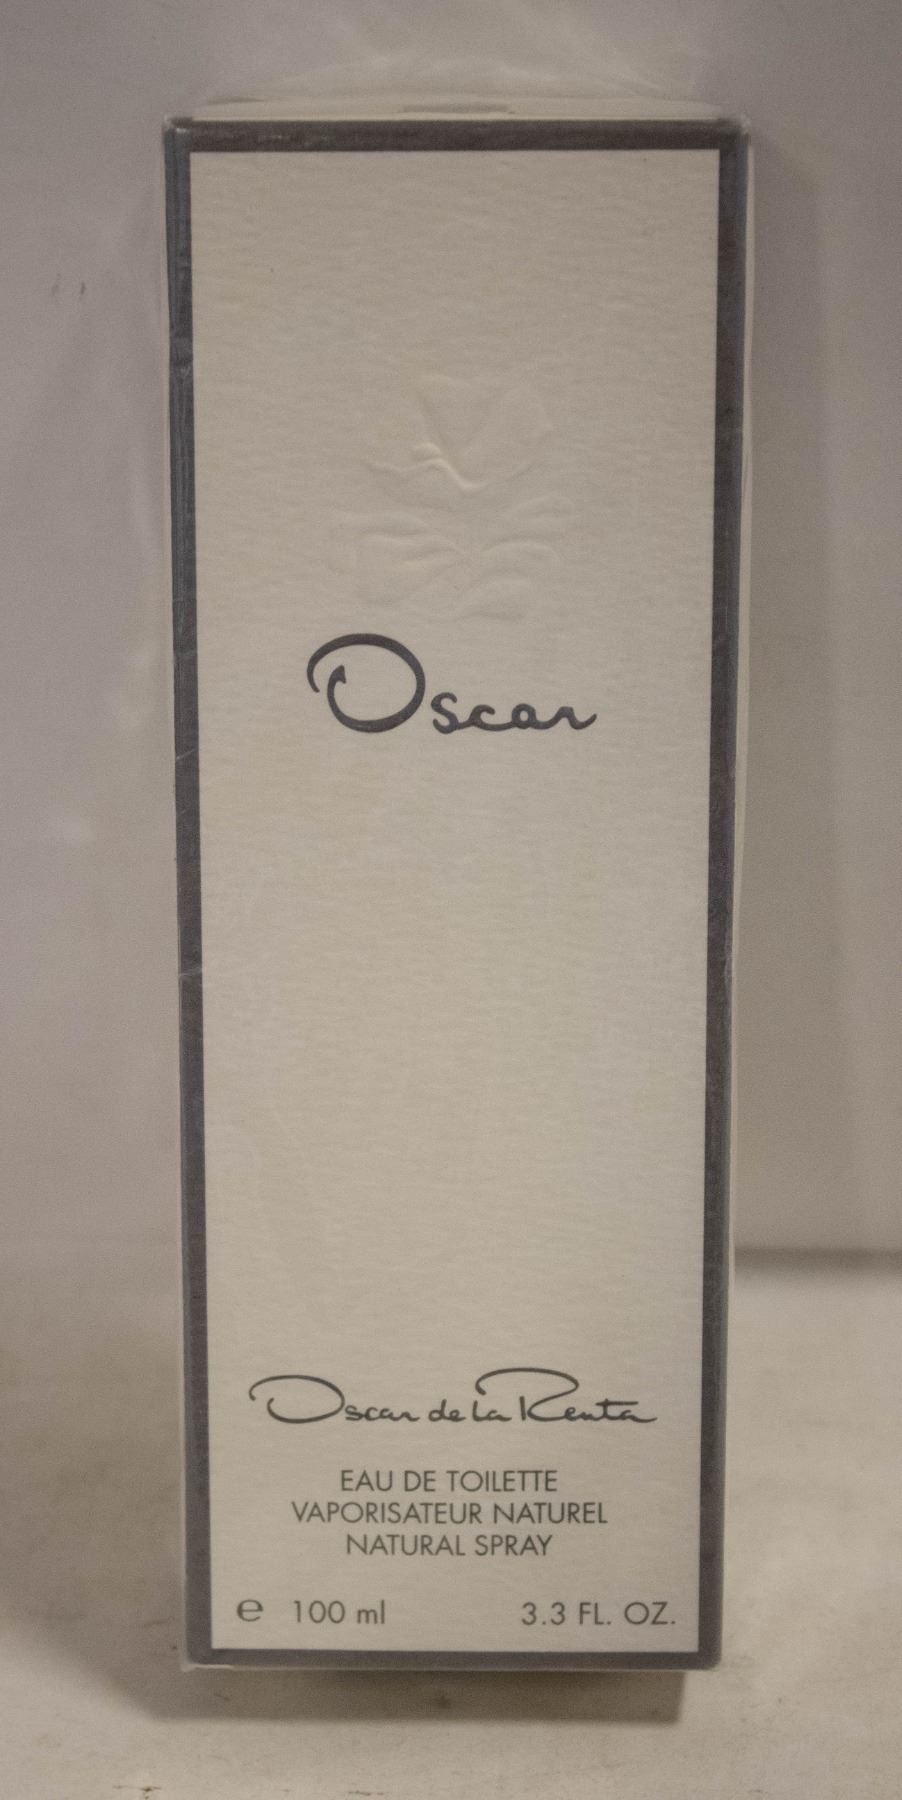 Oscar
Oscar de la Renta
EAU DE TOILETTE
VAPORISATEUR NATUREL
NATURAL SPRAY
℮ 100 ml 3.3 FL. OZ.